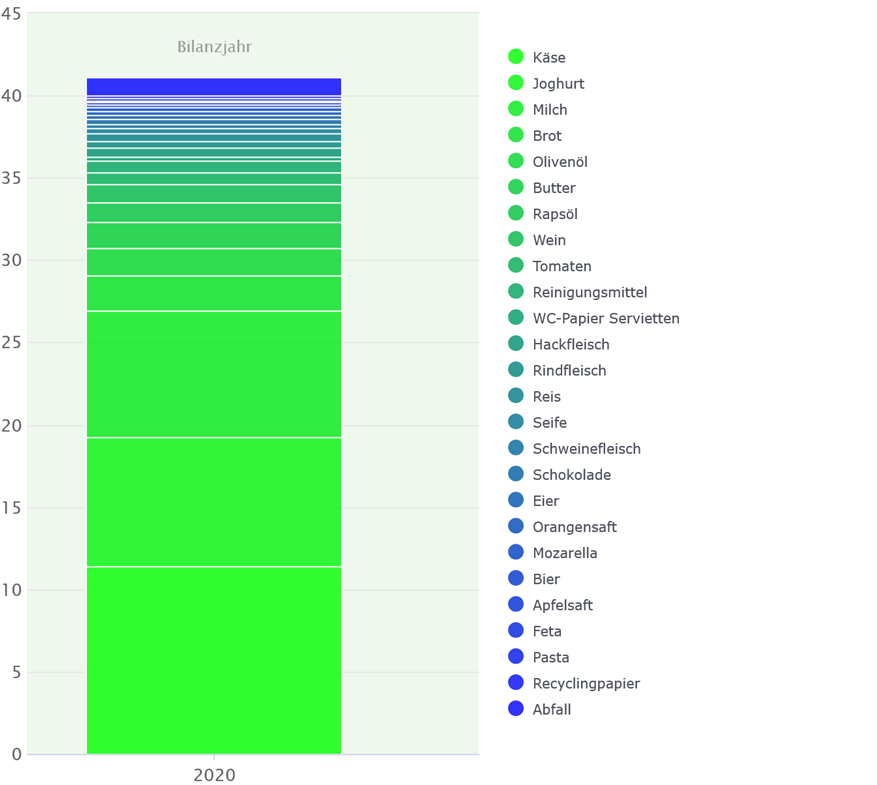 Bilanzjahr
45
40
35
30
25
20
15
10
5
0
2020
Käse
Joghurt
Milch
Brot
Olivenöl
Butter
Rapsöl
Wein
Tomaten
Reinigungsmittel
WC-Papier Servietten
Hackfleisch
Rindfleisch
Reis
Seife
Schweinefleisch
Schokolade
Eier
Orangensaft
Mozarella
Bier
Apfelsaft
Feta
Pasta
Recyclingpapier
Abfall